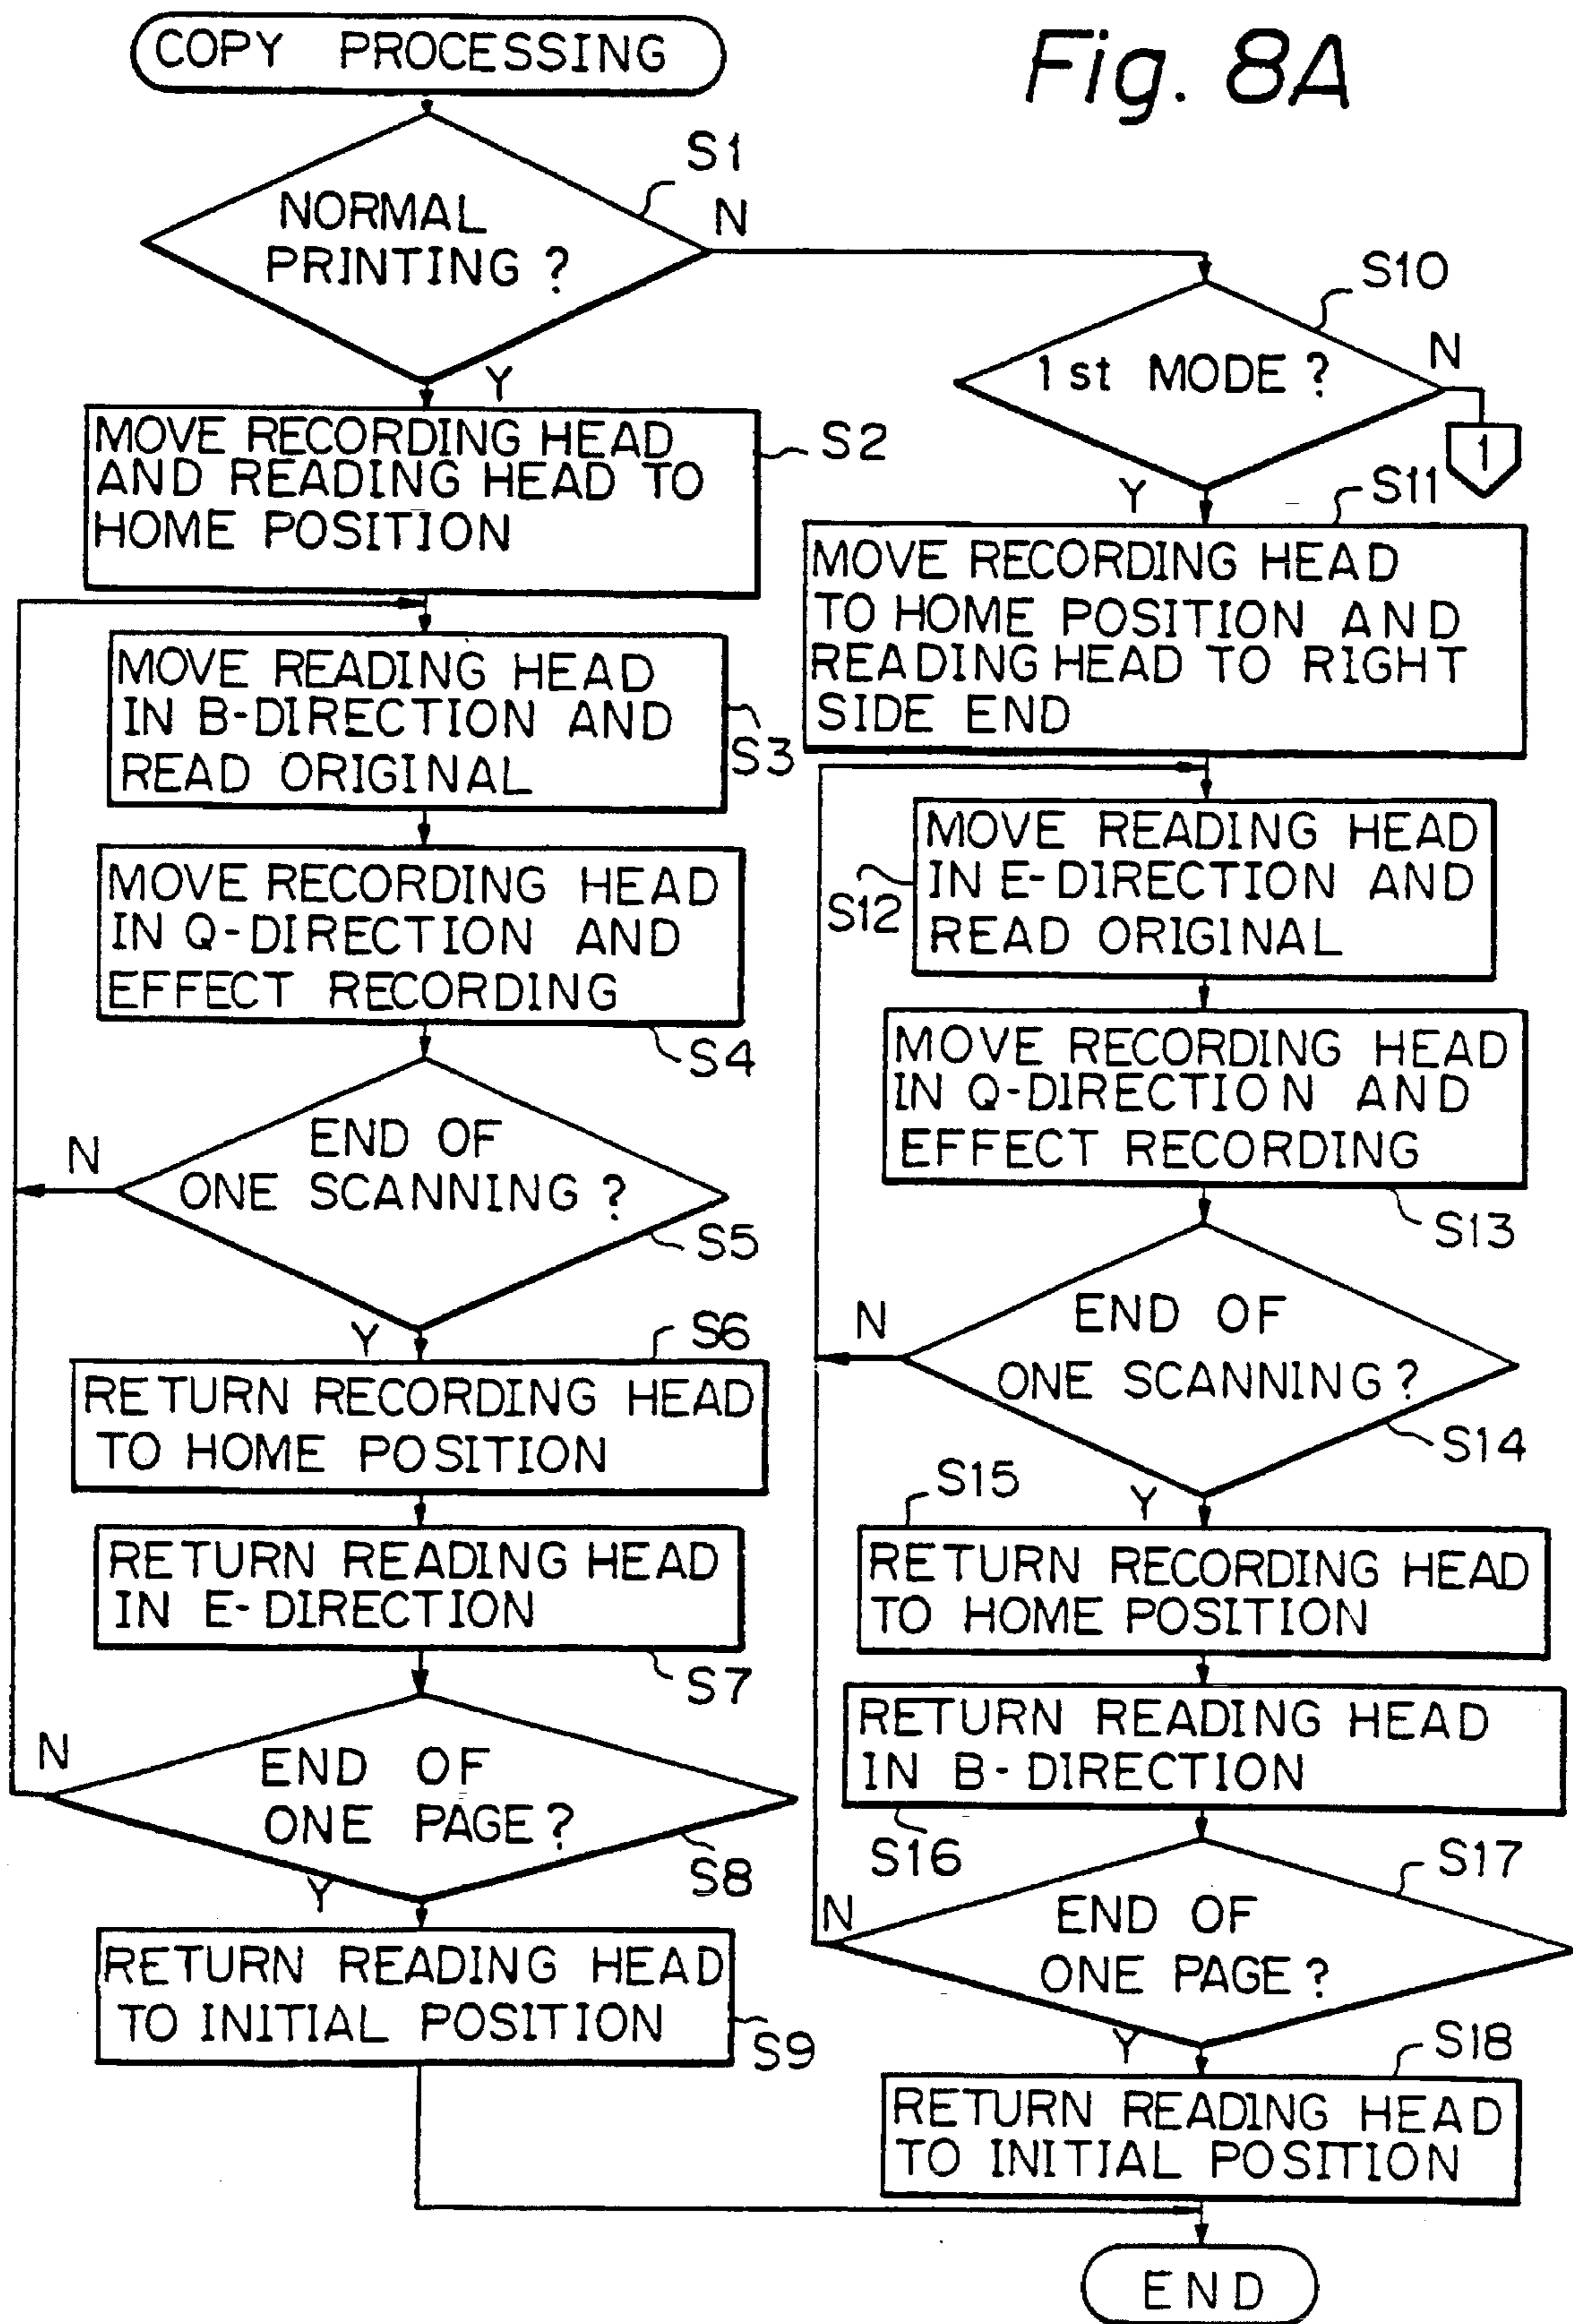 Fig. 8A
COPY PROCESSING
S1
NORMAL
PRINTING ?
N
Y
S2
MOVE RECORDING HEAD
AND READING HEAD TO
HOME POSITION
S3
MOVE READING HEAD
IN B-DIRECTION AND
READ ORIGINAL
MOVE RECORDING HEAD
IN Q-DIRECTION AND
EFFECT RECORDING
S4
END OF
ONE SCANNING ?
N
S5
Y
S6
RETURN RECORDING HEAD
TO HOME POSITION
RETURN READING HEAD
IN E-DIRECTION
S7
N
END OF
ONE PAGE ?
S8
Y
RETURN READING HEAD
TO INITIAL POSITION
S9
S10
1st MODE ?
N
1
Y
S11
MOVE RECORDING HEAD
TO HOME POSITION AND
READING HEAD TO RIGHT
SIDE END
MOVE READING HEAD
IN E-DIRECTION AND
READ ORIGINAL
S12
MOVE RECORDING HEAD
IN Q-DIRECTION AND
EFFECT RECORDING
S13
N
END OF
ONE SCANNING ?
S14
Y
S15
RETURN RECORDING HEAD
TO HOME POSITION
RETURN READING HEAD
IN B-DIRECTION
S16
S17
N
END OF
ONE PAGE ?
Y
S18
RETURN READING HEAD
TO INITIAL POSITION
END